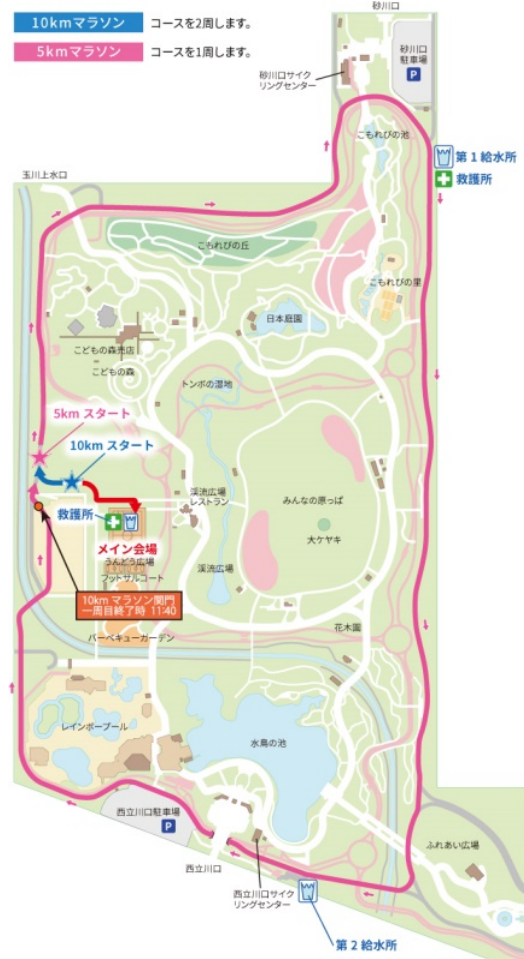 10kmマラソン コースを2周します。
5kmマラソン コースを1周します。
砂川口
砂川口
駐車場
P
砂川口サイク
リングセンター
こもれびの池
第1給水所
救護所
玉川上水口
こもれびの丘
こもれびの里
日本庭園
こどもの森売店
こどもの森
トンボの湿地
5km スタート
10km スタート
渓流広場
レストラン
みんなの原っぱ
大ケヤキ
救護所
メイン会場
うんどう広場
フットサルコート
渓流広場
10km マラソン関門
一周目終了時 11:40
バーベキューガーデン
花木園
レインボープール
水鳥の池
西立川口駐車場
P
ふれあい広場
西立川口
西立川口サイク
リングセンター
第2給水所